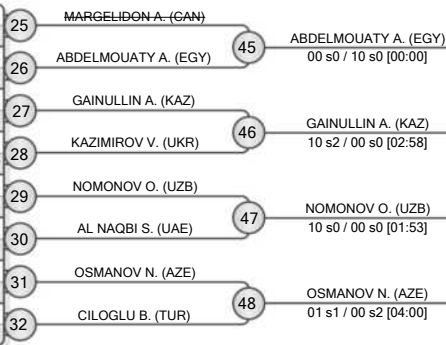 25
MARGELIDON A. (CAN)
26
ABDELMOUATY A. (EGY)
45
ABDELMOUATY A. (EGY)
00 s0 / 10 s0 [00:00]
27
GAINULLIN A. (KAZ)
28
KAZIMIROV V. (UKR)
46
GAINULLIN A. (KAZ)
10 s2 / 00 s0 [02:58]
29
NOMONOV O. (UZB)
30
AL NAQBI S. (UAE)
47
NOMONOV O. (UZB)
10 s0 / 00 s0 [01:53]
31
OSMANOV N. (AZE)
32
CILOGLU B. (TUR)
48
OSMANOV N. (AZE)
01 s1 / 00 s2 [04:00]